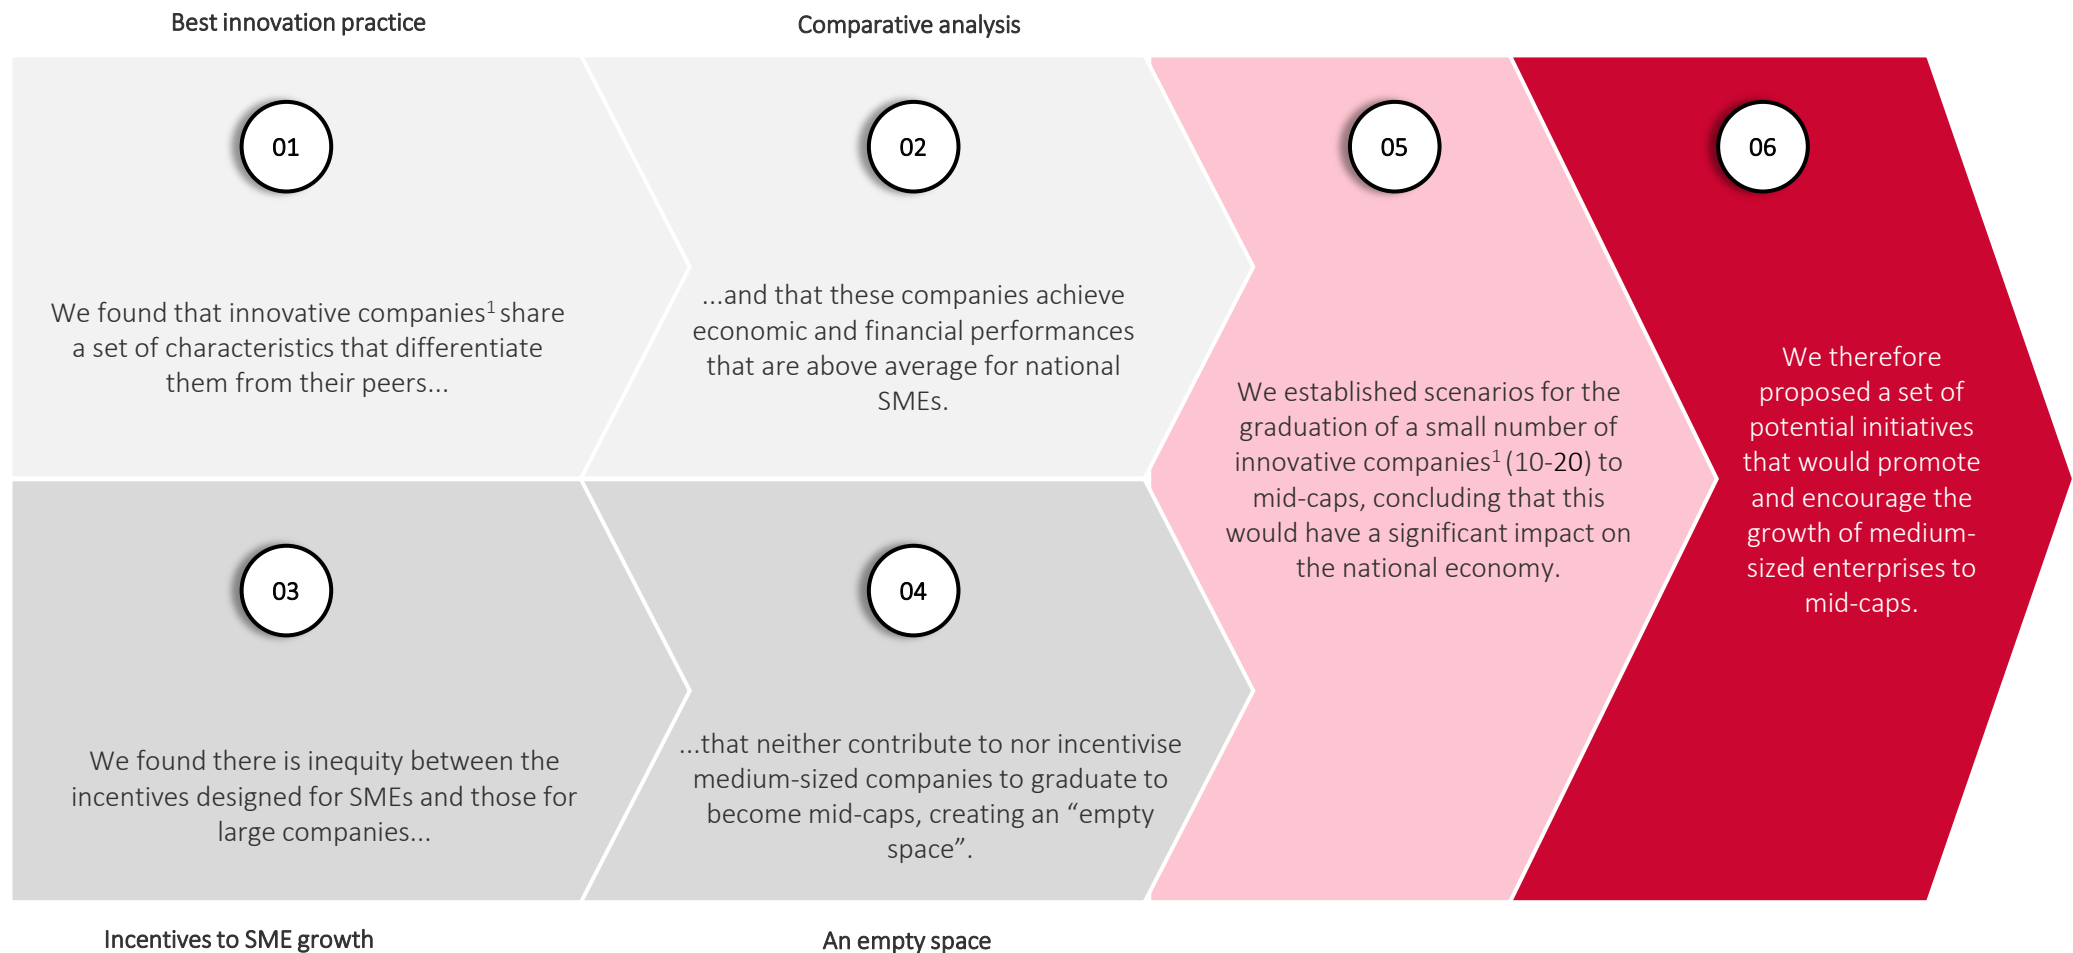 Best innovation practice
Comparative analysis
01
We found that innovative companies¹ share
a set of characteristics that differentiate
them from their peers...
02
...and that these companies achieve
economic and financial performances
that are above average for national
SMEs.
03
We found there is inequity between the
incentives designed for SMEs and those for
large companies...
04
...that neither contribute to nor incentivise
medium-sized companies to graduate to
become mid-caps, creating an “empty
space”.
05
We established scenarios for the
graduation of a small number of
innovative companies¹ (10-20) to
mid-caps, concluding that this
would have a significant impact on
the national economy.
06
We therefore
proposed a set of
potential initiatives
that would promote
and encourage the
growth of medium-
sized enterprises to
mid-caps.
Incentives to SME growth
An empty space